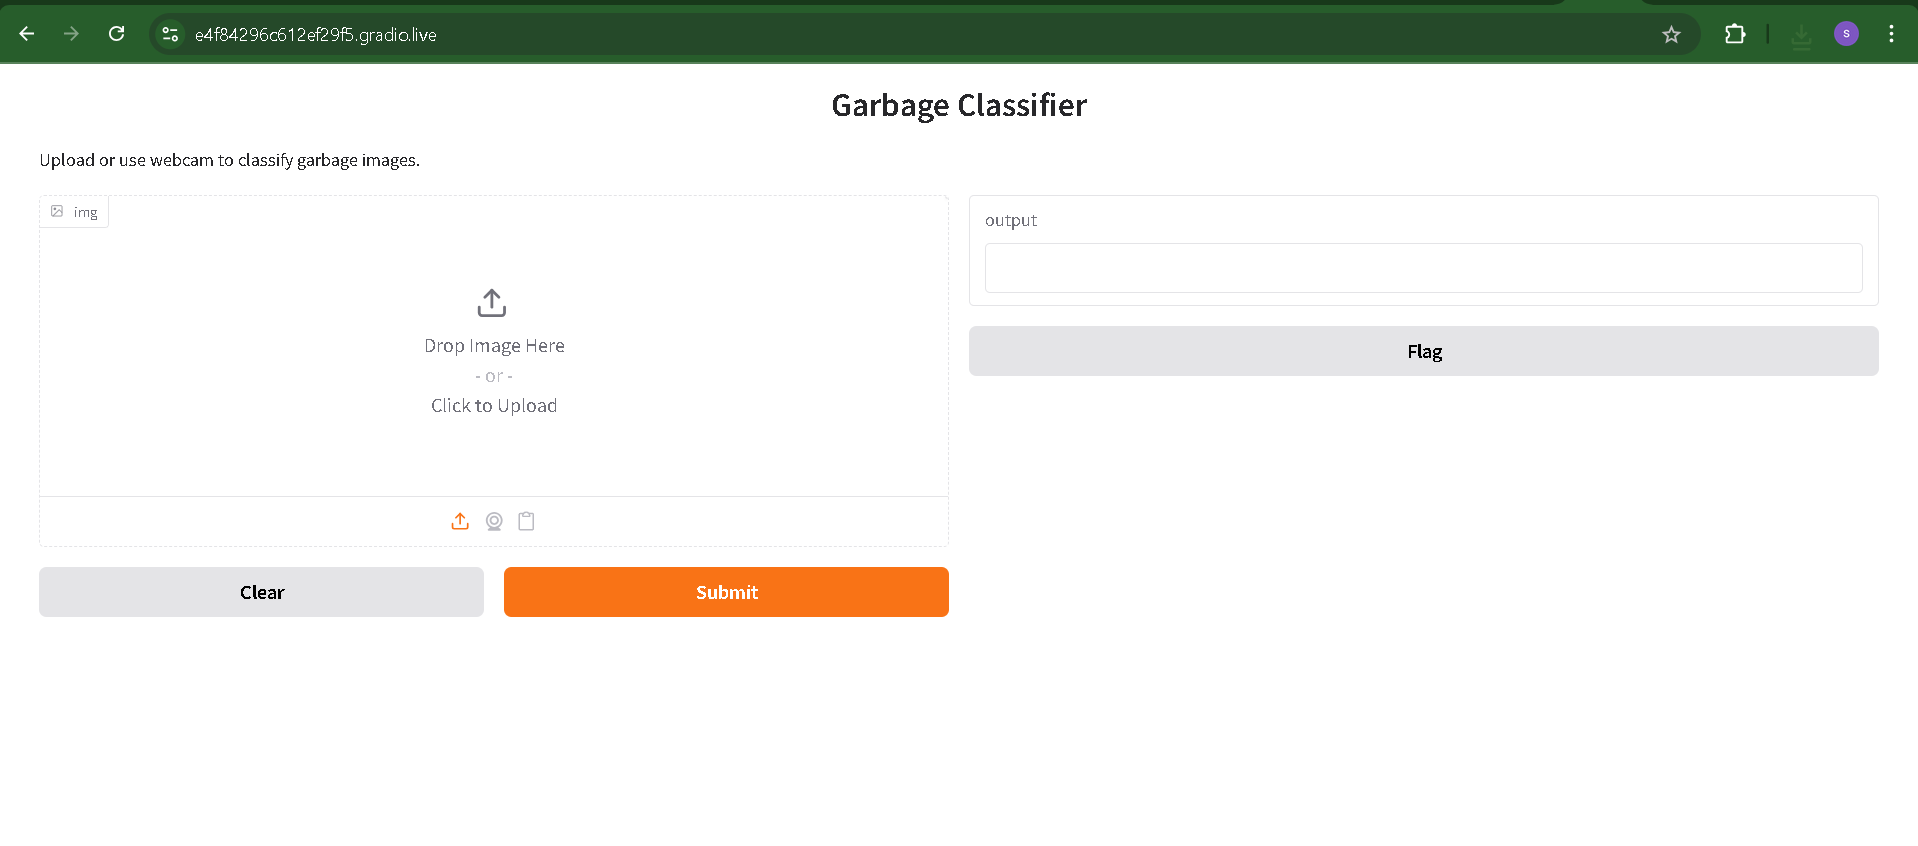 e4f84296c612ef29f5.gradio.live
S
Garbage Classifier
Upload or use webcam to classify garbage images.
img
Drop Image Here
- or -
Click to Upload
Clear
Submit
output
Flag